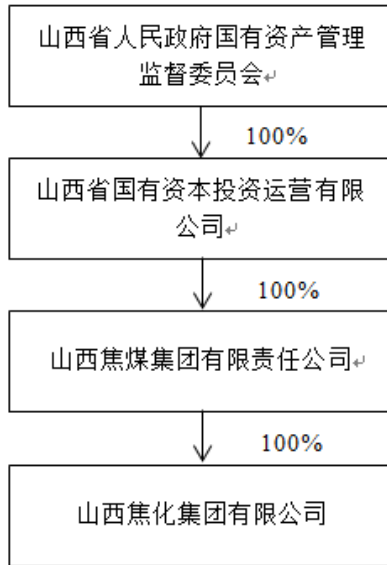 山西省人民政府国有资产管理
监督委员会↵
100%
山西省国有资本投资运营有限
公司↵
100%
山西焦煤集团有限责任公司↵
100%
山西焦化集团有限公司